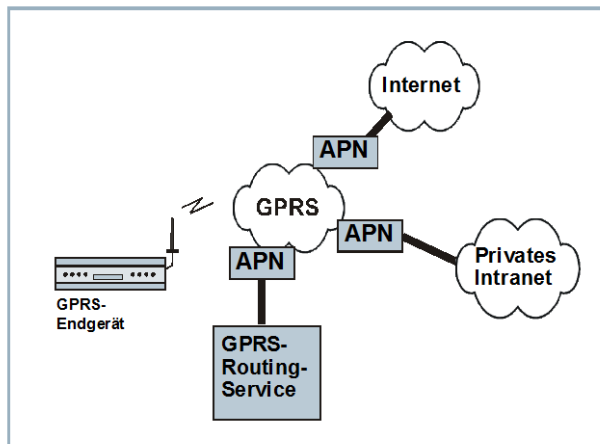 Internet
APN
GPRS
APN
Privates
Intranet
APN
GPRS-
Endgerät
GPRS-
Routing-
Service